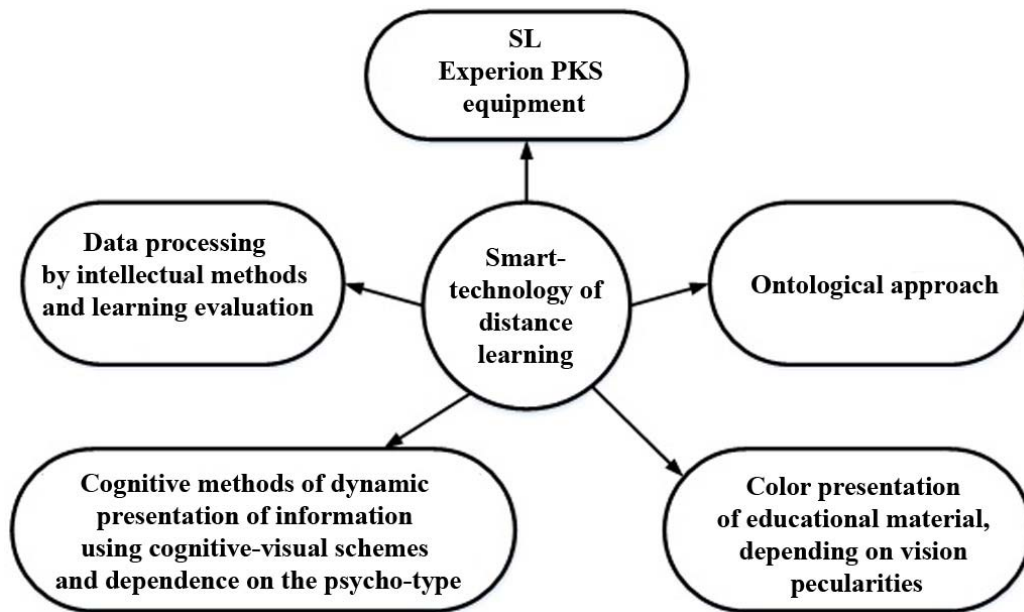 SL
Experion PKS
equipment
Data processing
by intellectual methods
and learning evaluation
Smart-
technology of
distance
learning
Ontological approach
Cognitive methods of dynamic
presentation of information
using cognitive-visual schemes
and dependence on the psycho-type
Color presentation
of educational material,
depending on vision
pecularities